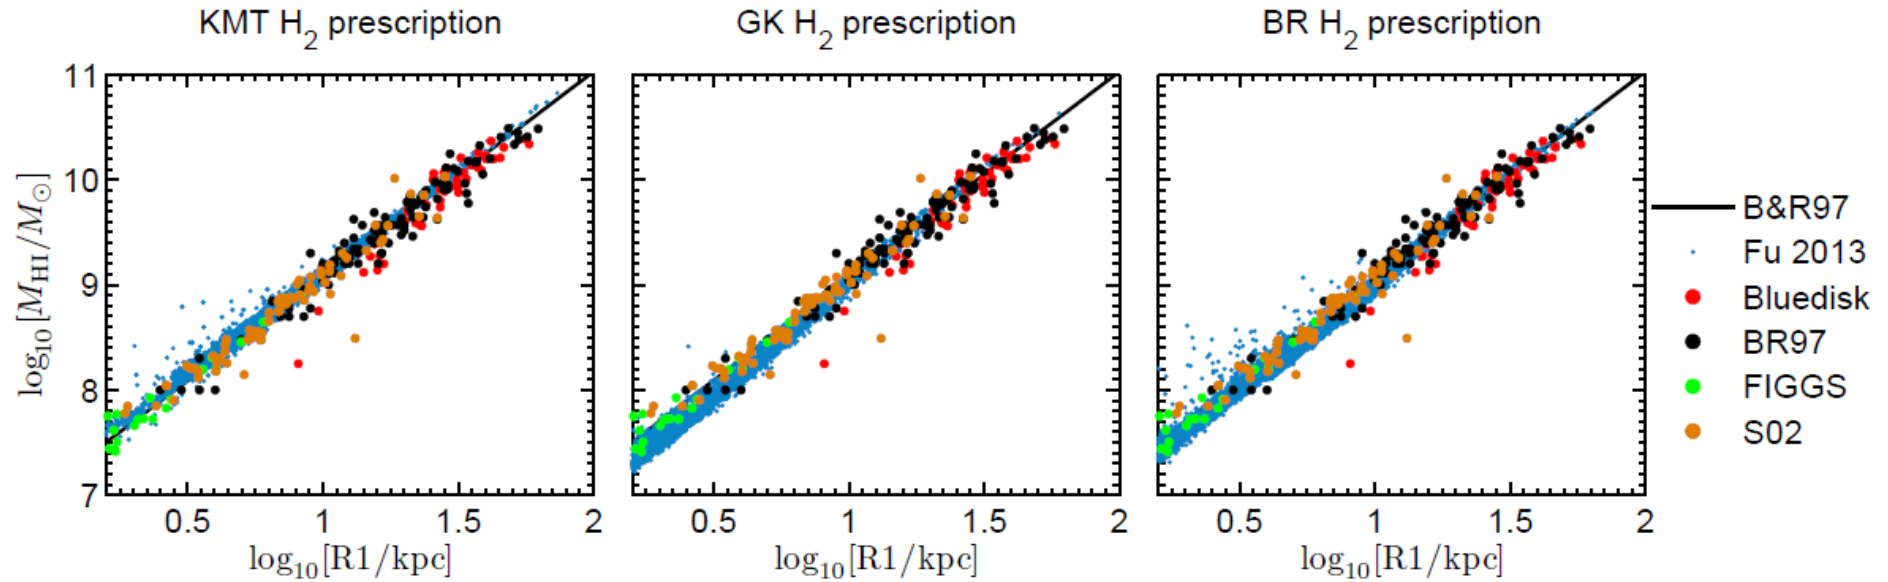 KMT H₂ prescription
GK H₂ prescription
BR H₂ prescription
11
10
9
8
7
log₁₀[M_HI/M_⊙]
0.5 1 1.5 2
0.5 1 1.5 2
0.5 1 1.5 2
log₁₀[R1/kpc]
log₁₀[R1/kpc]
log₁₀[R1/kpc]
B&R97
Fu 2013
Bluedisk
BR97
FIGGS
S02